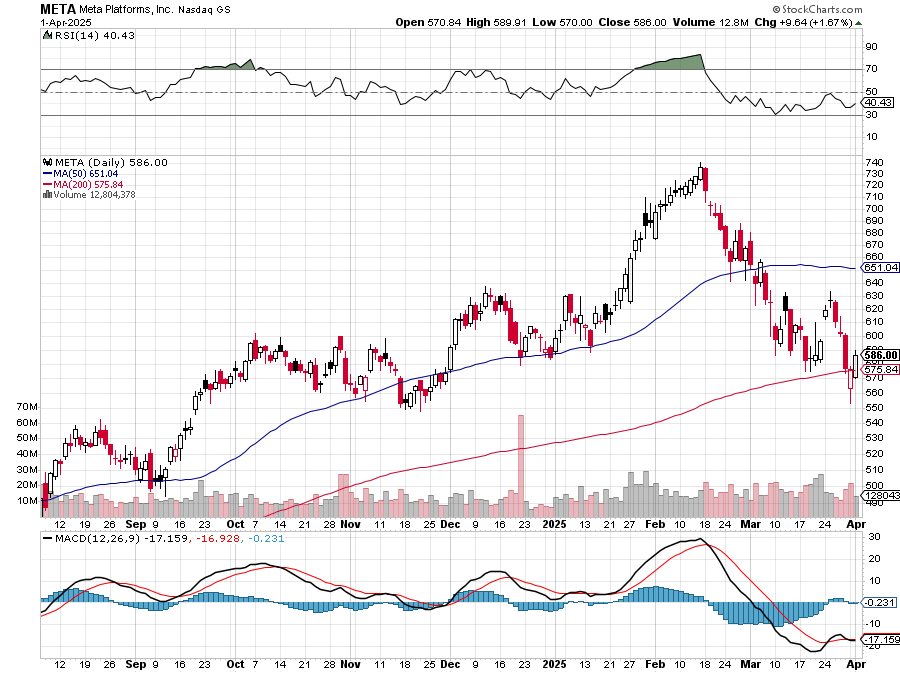 META Meta Platforms, Inc. Nasdaq GS
© StockCharts.com
1-Apr-2025
Open 570.84 High 589.91 Low 570.00 Close 586.00 Volume 12.8M Chg +9.64 (+1.67%)
RSI(14) 40.43
90
70
50
40.43
30
10
META (Daily) 586.00
MA(50) 651.04
MA(200) 575.84
Volume 12,804,378
740
730
720
710
700
690
680
670
660
651.04
640
630
620
610
600
586.00
580
575.84
570
560
550
540
530
520
510
500
490
128043
70M
60M
50M
40M
30M
20M
10M
12 19 26 Sep 9 16 23 Oct 7 14 21 28 Nov 11 18 25 Dec 9 16 23 2025 13 21 27 Feb 10 18 24 Mar 10 17 24 Apr
MACD(12,26,9) -17.159, -16.928, -0.231
30
20
10
-0.231
-10
-17.159
-20
12 19 26 Sep 9 16 23 Oct 7 14 21 28 Nov 11 18 25 Dec 9 16 23 2025 13 21 27 Feb 10 18 24 Mar 10 17 24 Apr